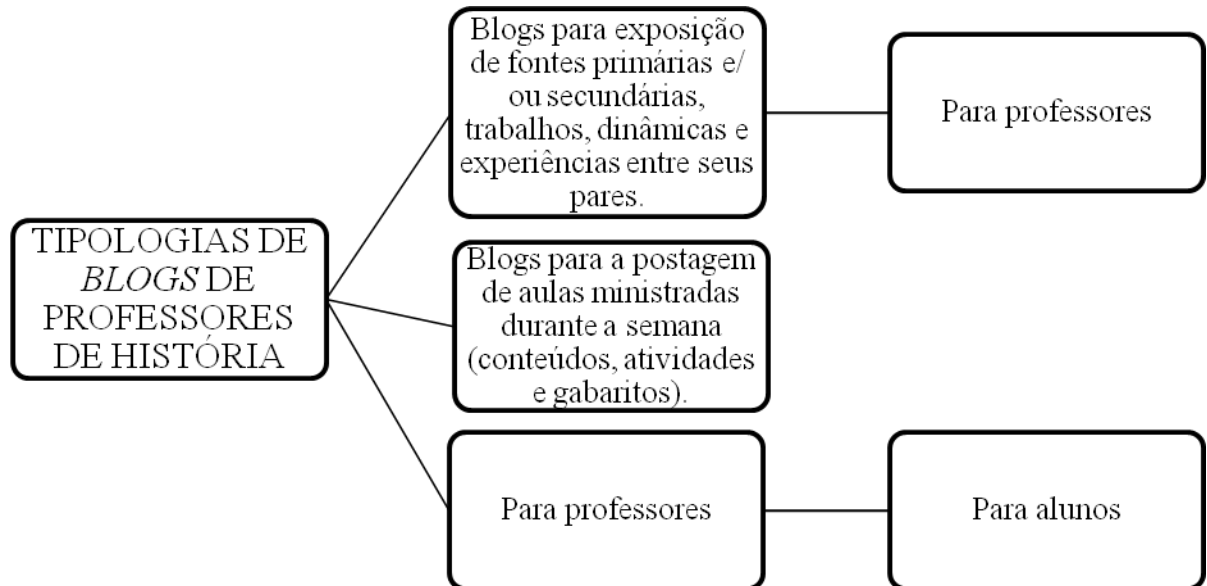 TIPOLOGIAS DE
BLOGS DE
PROFESSORES
DE HISTÓRIA
Blogs para exposição
de fontes primárias e/
ou secundárias,
trabalhos, dinâmicas e
experiências entre seus
pares.
Para professores
Blogs para a postagem
de aulas ministradas
durante a semana
(conteúdos, atividades
e gabaritos).
Para professores
Para alunos